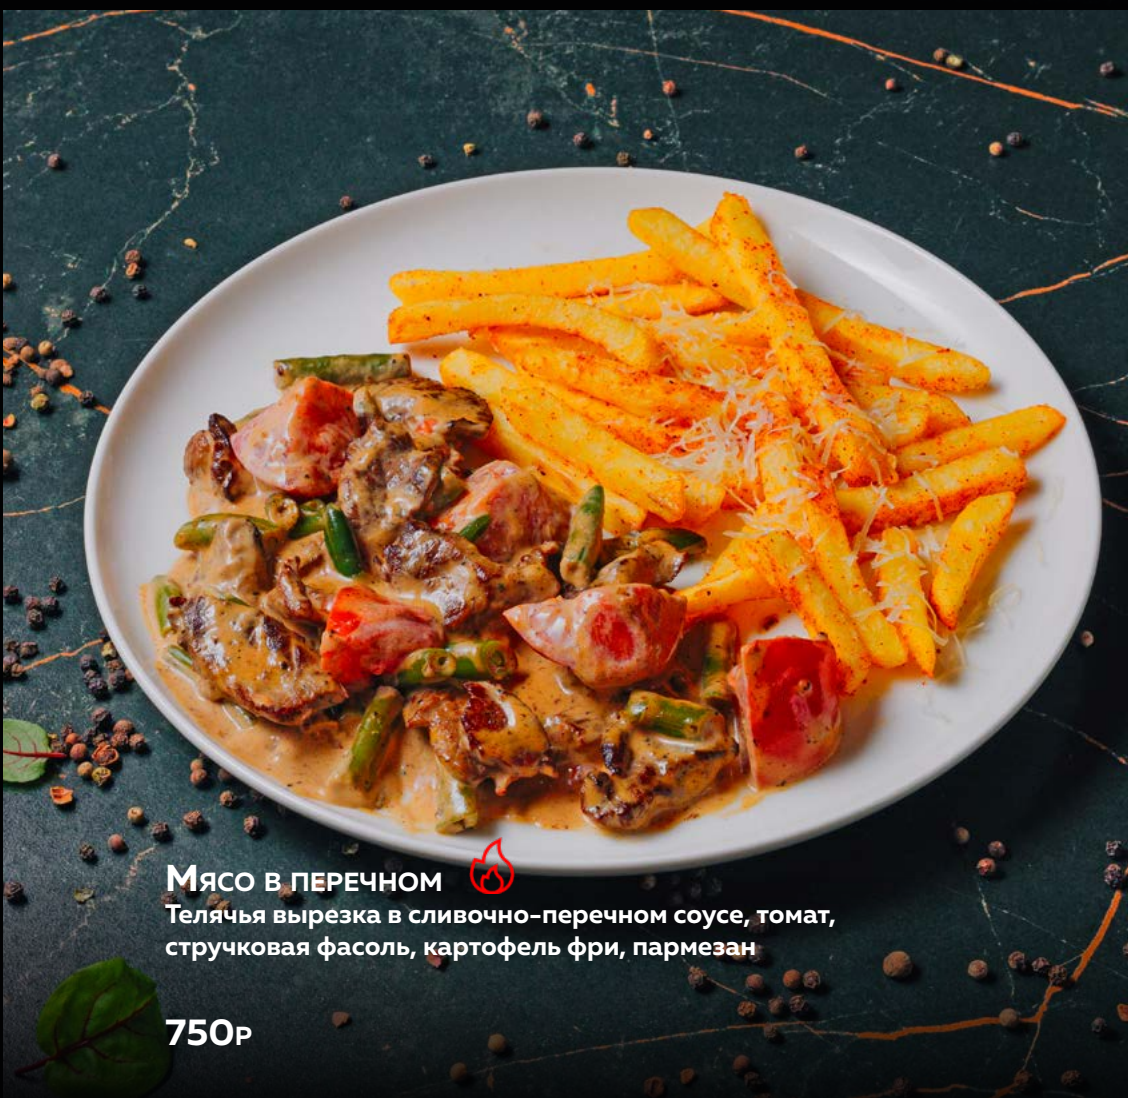 Мясо в перечном
Телячья вырезка в сливочно-перечном соусе, томат,
стручковая фасоль, картофель фри, пармезан
750Р